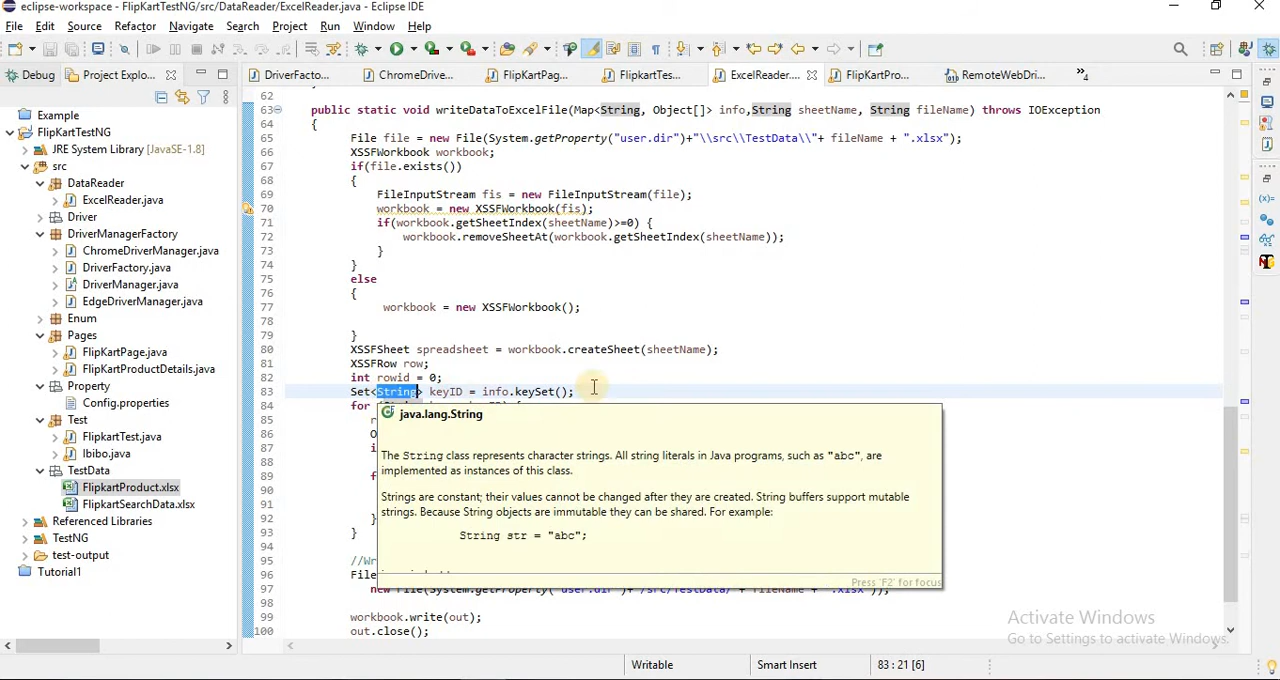 eclipse-workspace - FlipKartTestNG/src/DataReader/ExcelReader.java - Eclipse IDE
File Edit Source Refactor Navigate Search Project Run Window Help
Debug Project Explo...
DriverFacto... ChromeDrive... FlipKartPag... FlipkartTes... ExcelReader.... FlipKartPro... RemoteWebDri... 4
Example
FlipKartTestNG
JRE System Library [JavaSE-1.8]
src
DataReader
ExcelReader.java
Driver
DriverManagerFactory
ChromeDriverManager.java
DriverFactory.java
DriverManager.java
EdgeDriverManager.java
Enum
Pages
FlipKartPage.java
FlipKartProductDetails.java
Property
Config.properties
Test
FlipkartTest.java
Ibibo.java
TestData
FlipkartProduct.xlsx
FlipkartSearchData.xlsx
Referenced Libraries
TestNG
test-output
Tutorial1
62
63 public static void writeDataToExcelFile(Map<String, Object[]> info,String sheetName, String fileName) throws IOException
64 {
65 File file = new File(System.getProperty("user.dir")+"\\src\\TestData\\"+ fileName + ".xlsx");
66 XSSFWorkbook workbook;
67 if(file.exists())
68 {
69 FileInputStream fis = new FileInputStream(file);
70 workbook = new XSSFWorkbook(fis);
71 if(workbook.getSheetIndex(sheetName)>=0) {
72 workbook.removeSheetAt(workbook.getSheetIndex(sheetName));
73 }
74 }
75 else
76 {
77 workbook = new XSSFWorkbook();
78
79 }
80 XSSFSheet spreadsheet = workbook.createSheet(sheetName);
81 XSSFRow row;
82 int rowid = 0;
83 Set<String> keyID = info.keySet();
84 for
85 r
86 O
87 i
88
89 f
90
91
92 }
93 }
94
95 //Wr
96 File
97 new File(System.getProperty("user.dir")+"/src/TestData/"+ fileName + ".xlsx"));
98
99 workbook.write(out);
100 out.close();
java.lang.String
The String class represents character strings. All string literals in Java programs, such as "abc", are
implemented as instances of this class.
Strings are constant; their values cannot be changed after they are created. String buffers support mutable
strings. Because String objects are immutable they can be shared. For example:
String str = "abc";
Press 'F2' for focus
Activate Windows
Go to Settings to activate Windows.
Writable Smart Insert 83 : 21 [6]